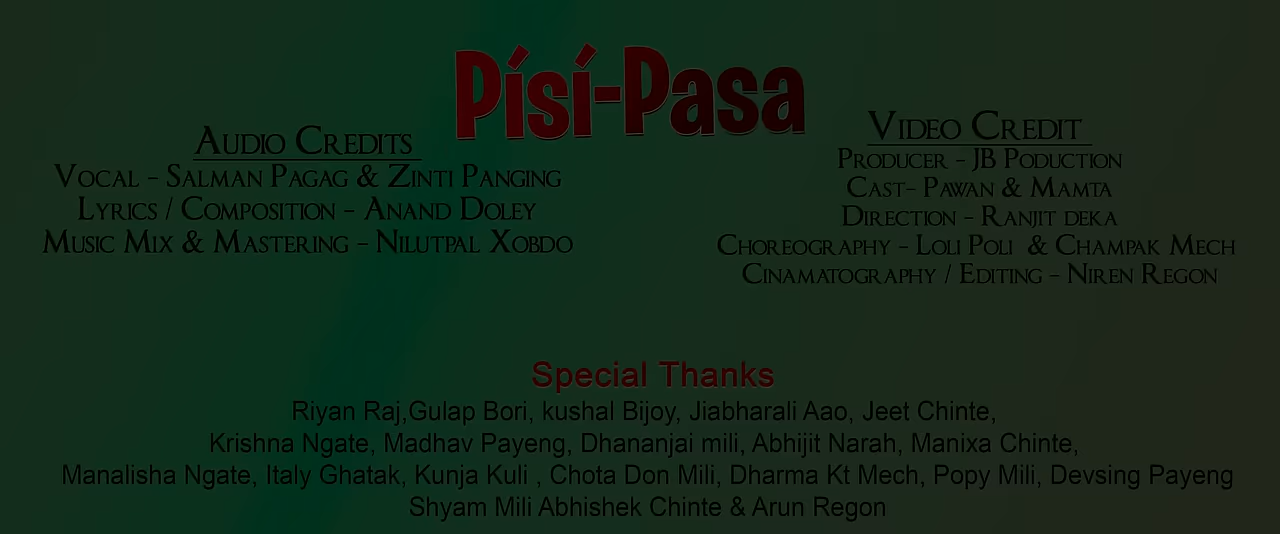 Písí-Pasa
Audio Credits
Vocal - Salman Pagag & Zinti Panging
Lyrics / Composition - Anand Doley
Music Mix & Mastering - Nilutpal Xobdo
Video Credit
Producer - JB Poduction
Cast- Pawan & Mamta
Direction - Ranjit deka
Choreography - Loli Poli & Champak Mech
Cinamatography / Editing - Niren Regon
Special Thanks
Riyan Raj,Gulap Bori, kushal Bijoy, Jiabharali Aao, Jeet Chinte,
Krishna Ngate, Madhav Payeng, Dhananjai mili, Abhijit Narah, Manixa Chinte,
Manalisha Ngate, Italy Ghatak, Kunja Kuli , Chota Don Mili, Dharma Kt Mech, Popy Mili, Devsing Payeng
Shyam Mili Abhishek Chinte & Arun Regon